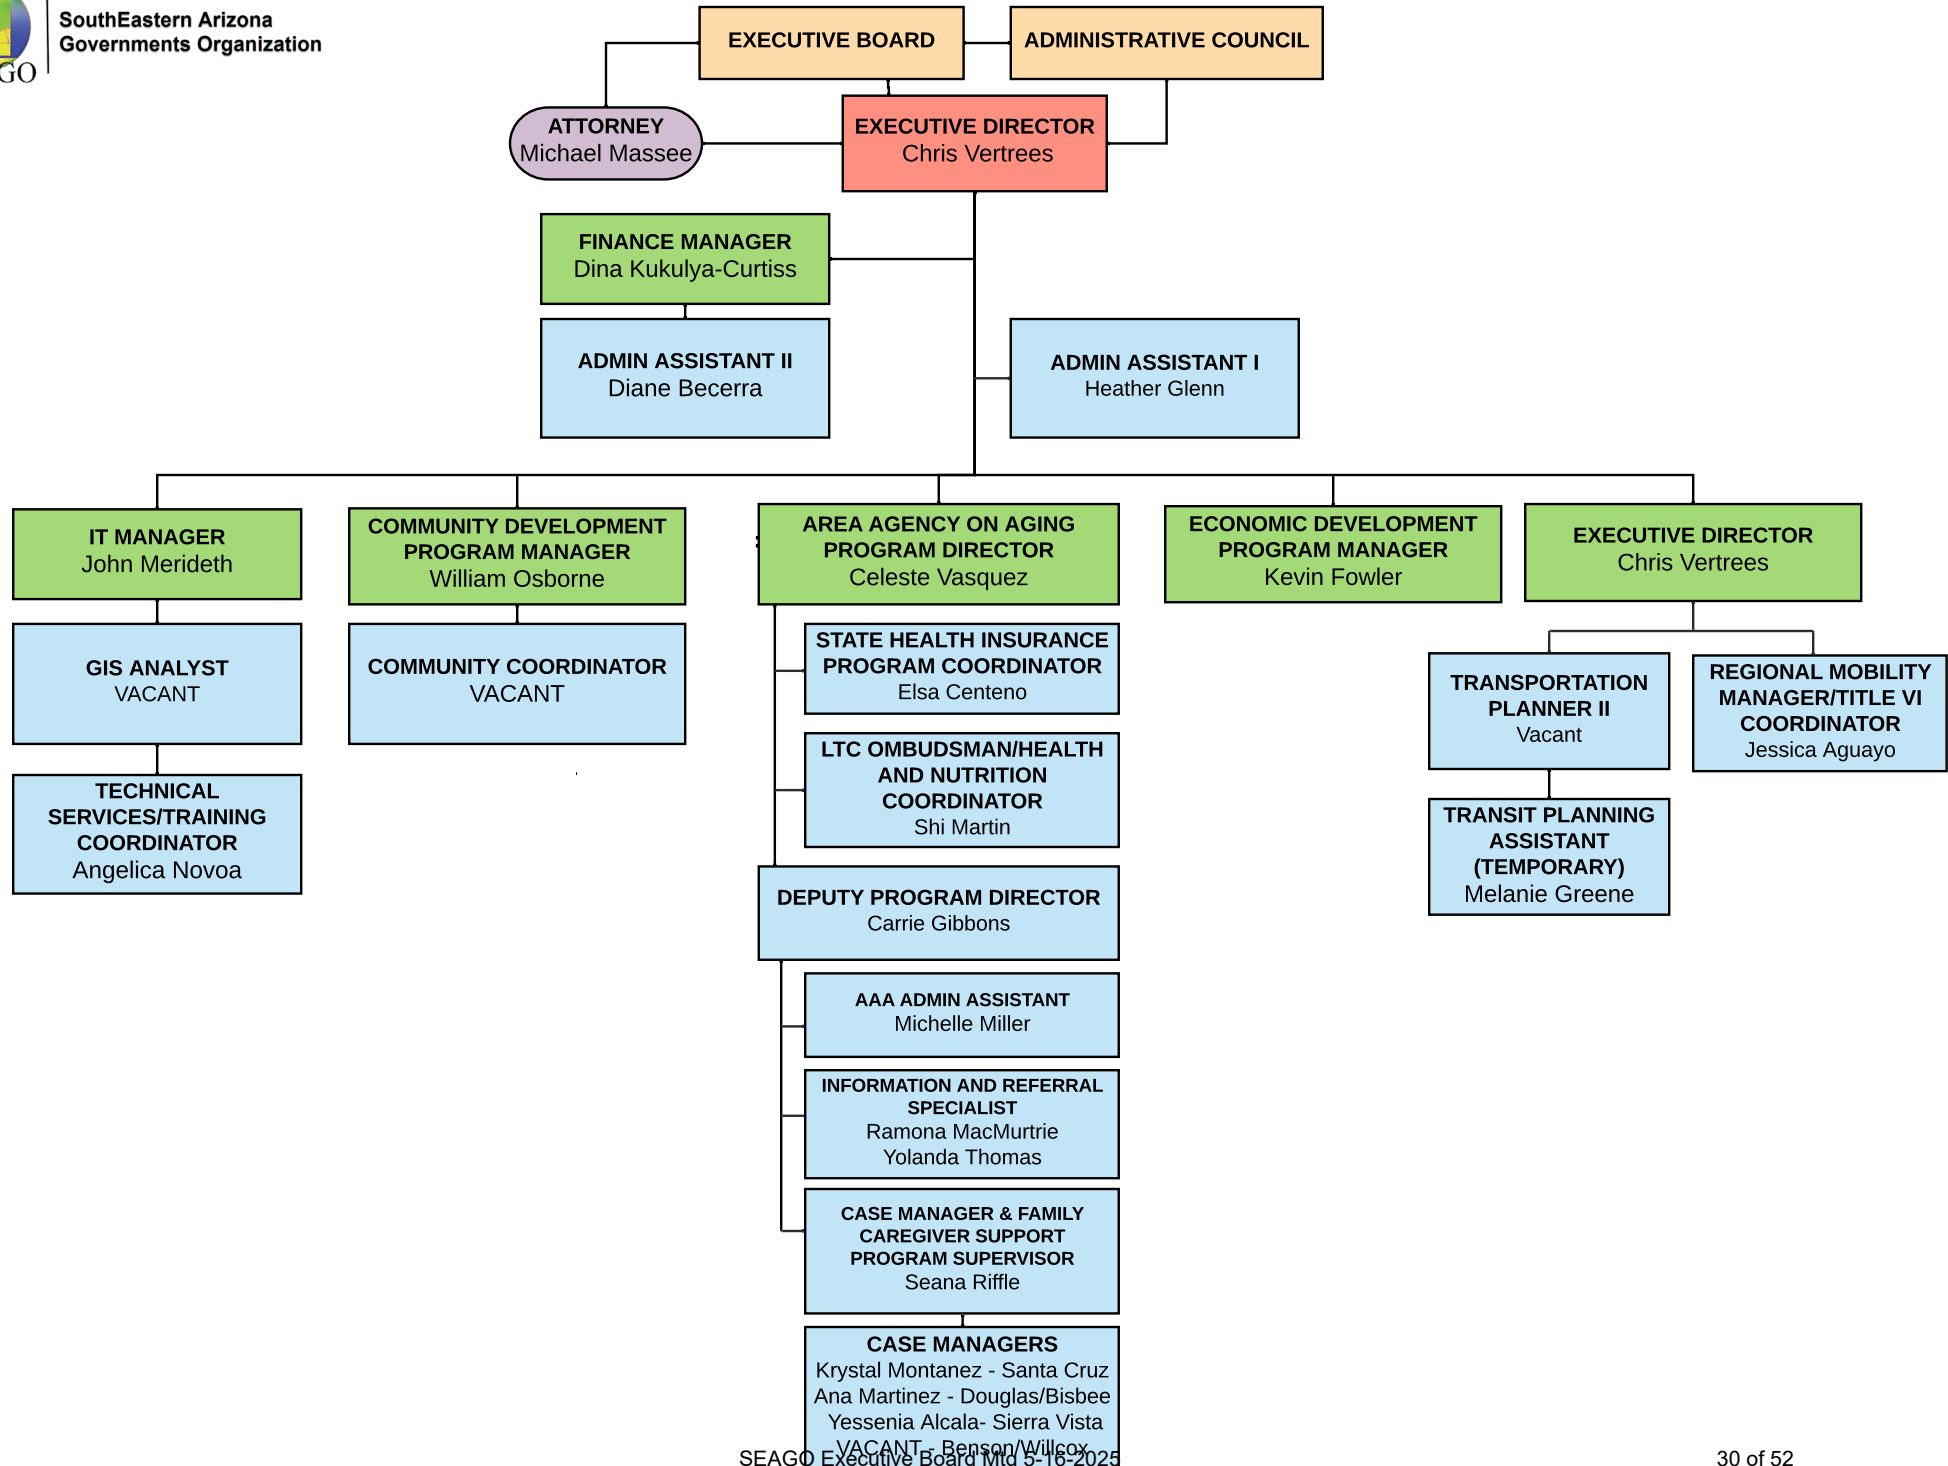 SouthEastern Arizona
Governments Organization
GO
EXECUTIVE BOARD
ADMINISTRATIVE COUNCIL
ATTORNEY
Michael Massee
EXECUTIVE DIRECTOR
Chris Vertrees
FINANCE MANAGER
Dina Kukulya-Curtiss
ADMIN ASSISTANT II
Diane Becerra
ADMIN ASSISTANT I
Heather Glenn
IT MANAGER
John Merideth
COMMUNITY DEVELOPMENT
PROGRAM MANAGER
William Osborne
AREA AGENCY ON AGING
PROGRAM DIRECTOR
Celeste Vasquez
ECONOMIC DEVELOPMENT
PROGRAM MANAGER
Kevin Fowler
EXECUTIVE DIRECTOR
Chris Vertrees
GIS ANALYST
VACANT
COMMUNITY COORDINATOR
VACANT
STATE HEALTH INSURANCE
PROGRAM COORDINATOR
Elsa Centeno
TRANSPORTATION
PLANNER II
Vacant
REGIONAL MOBILITY
MANAGER/TITLE VI
COORDINATOR
Jessica Aguayo
TECHNICAL
SERVICES/TRAINING
COORDINATOR
Angelica Novoa
LTC OMBUDSMAN/HEALTH
AND NUTRITION
COORDINATOR
Shi Martin
TRANSIT PLANNING
ASSISTANT
(TEMPORARY)
Melanie Greene
DEPUTY PROGRAM DIRECTOR
Carrie Gibbons
AAA ADMIN ASSISTANT
Michelle Miller
INFORMATION AND REFERRAL
SPECIALIST
Ramona MacMurtrie
Yolanda Thomas
CASE MANAGER & FAMILY
CAREGIVER SUPPORT
PROGRAM SUPERVISOR
Seana Riffle
CASE MANAGERS
Krystal Montanez - Santa Cruz
Ana Martinez - Douglas/Bisbee
Yessenia Alcala- Sierra Vista
VACANT - Benson/Willcox
SEAGO Executive Board Mtd 5-16-2025
30 of 52